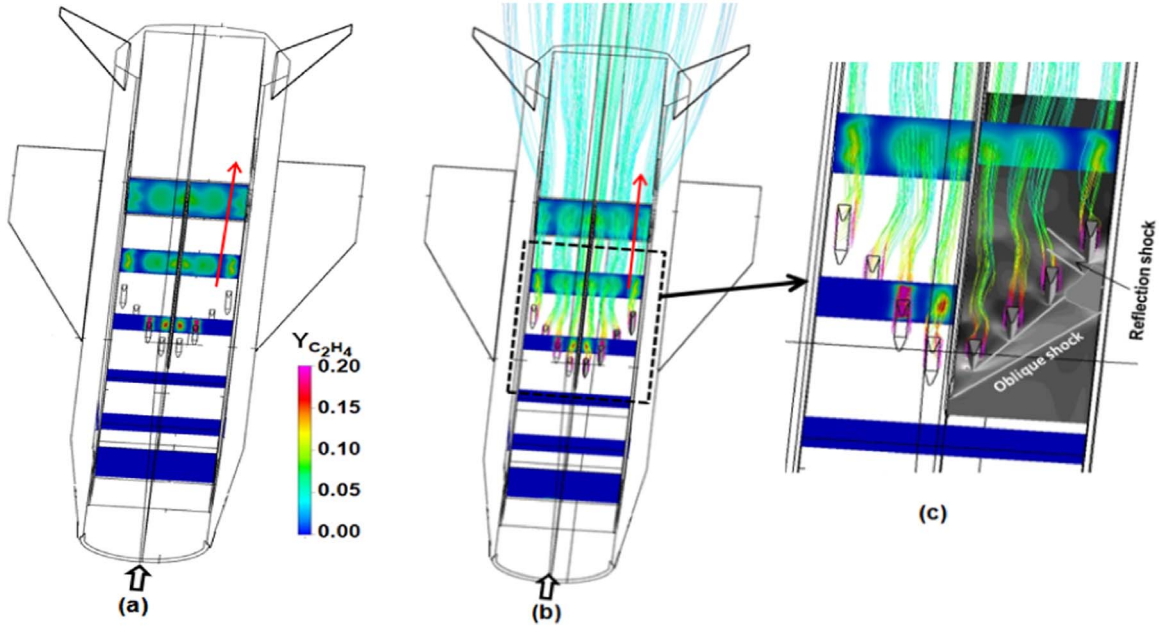 Y C₂H₄
0.20
0.15
0.10
0.05
0.00
(a)
(b)
Oblique shock
Reflection shock
(c)